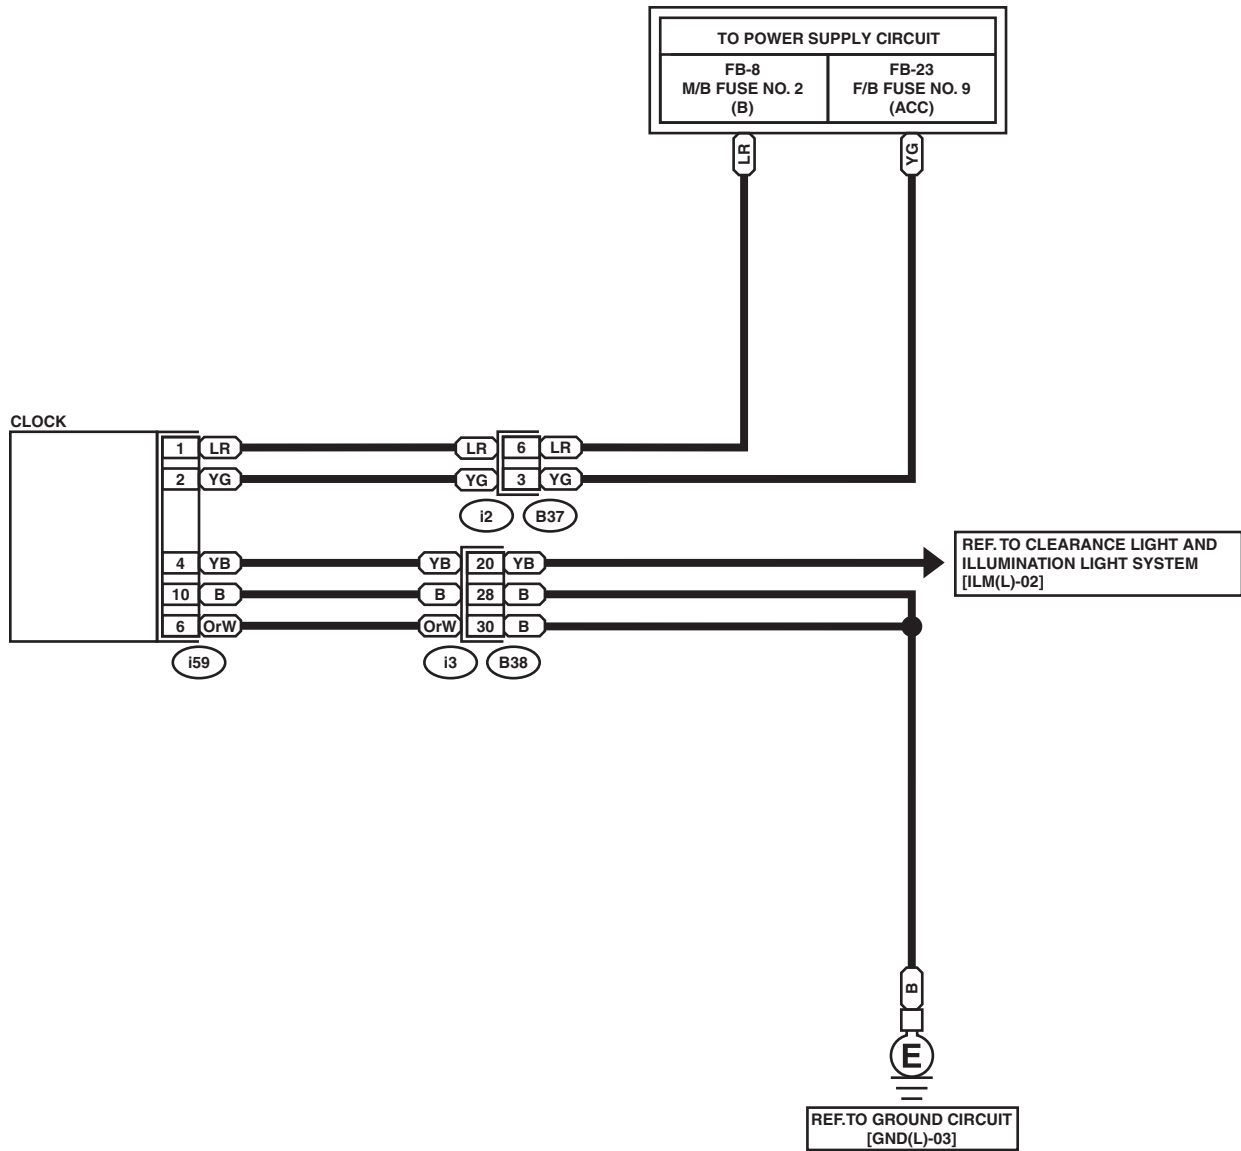 TO POWER SUPPLY CIRCUIT
FB-8
M/B FUSE NO. 2
(B)
FB-23
F/B FUSE NO. 9
(ACC)
LR
YG
CLOCK
1 LR LR 6 LR
2 YG YG 3 YG
i2 B37
4 YB YB 20 YB
10 B B 28 B
6 OrW OrW 30 B
i59 i3 B38
REF. TO CLEARANCE LIGHT AND
ILLUMINATION LIGHT SYSTEM
[ILM(L)-02]
B
E
REF.TO GROUND CIRCUIT
[GND(L)-03]